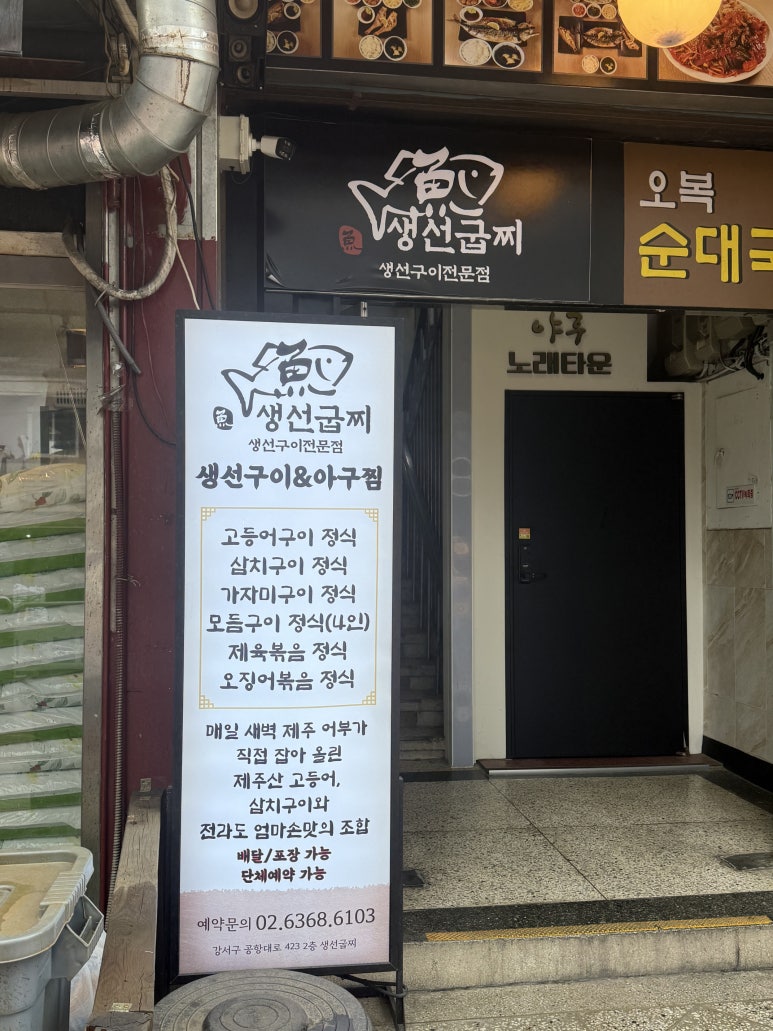 魚
생선굽찌
생선구이전문점
오복
순대국
야구
노래타운
魚
생선굽찌
생선구이전문점
생선구이&아구찜
고등어구이 정식
삼치구이 정식
가자미구이 정식
모듬구이 정식(4인)
제육볶음 정식
오징어볶음 정식
매일 새벽 제주 어부가
직접 잡아 올린
제주산 고등어,
삼치구이와
전라도 엄마손맛의 조합
배달/포장 가능
단체예약 가능
예약문의 02.6368.6103
강서구 공항대로 423 2층 생선굽찌